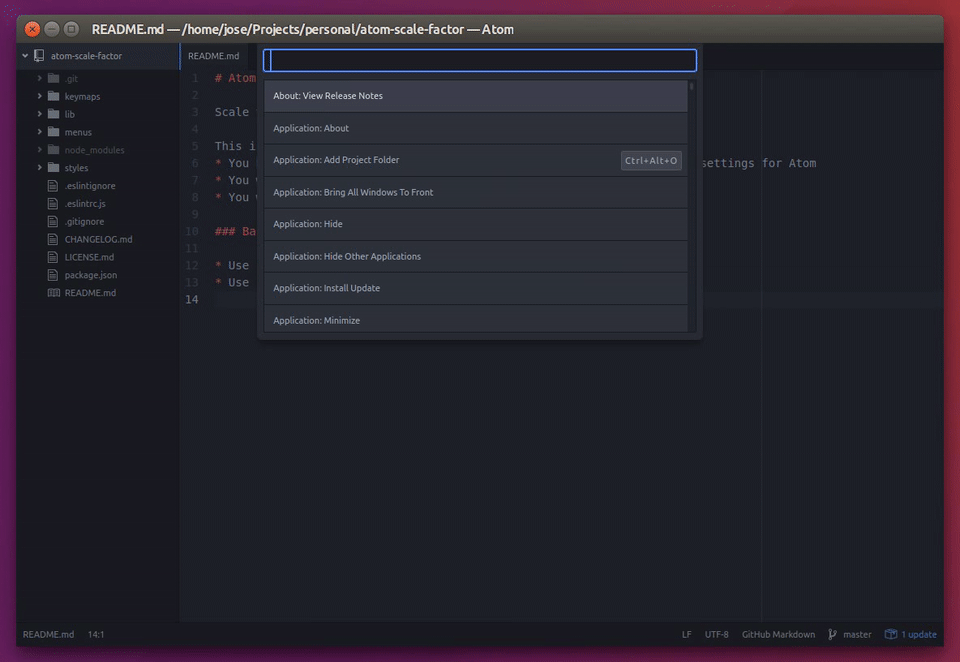 README.md — /home/jose/Projects/personal/atom-scale-factor — Atom
atom-scale-factor
.git
keymaps
lib
menus
node_modules
styles
.eslintignore
.eslintrc.js
.gitignore
CHANGELOG.md
LICENSE.md
package.json
README.md
README.md
1 # Atom
2
3 Scale
4
5 This i
6 * You settings for Atom
7 * You
8 * You
9
10 ### Ba
11
12 * Use
13 * Use
14
About: View Release Notes
Application: About
Application: Add Project Folder Ctrl+Alt+O
Application: Bring All Windows To Front
Application: Hide
Application: Hide Other Applications
Application: Install Update
Application: Minimize
README.md 14:1 LF UTF-8 GitHub Markdown master 1 update